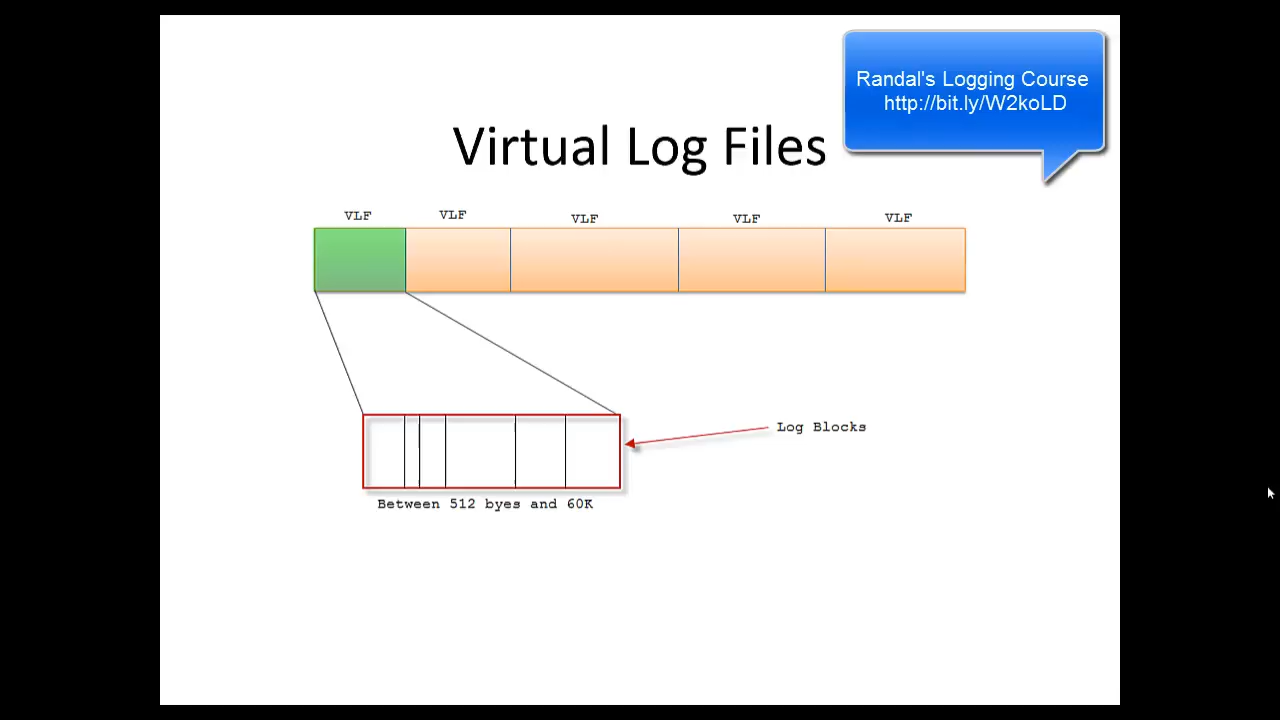 Randal's Logging Course
http://bit.ly/W2koLD
Virtual Log Files
VLF VLF VLF VLF VLF
Log Blocks
Between 512 byes and 60K